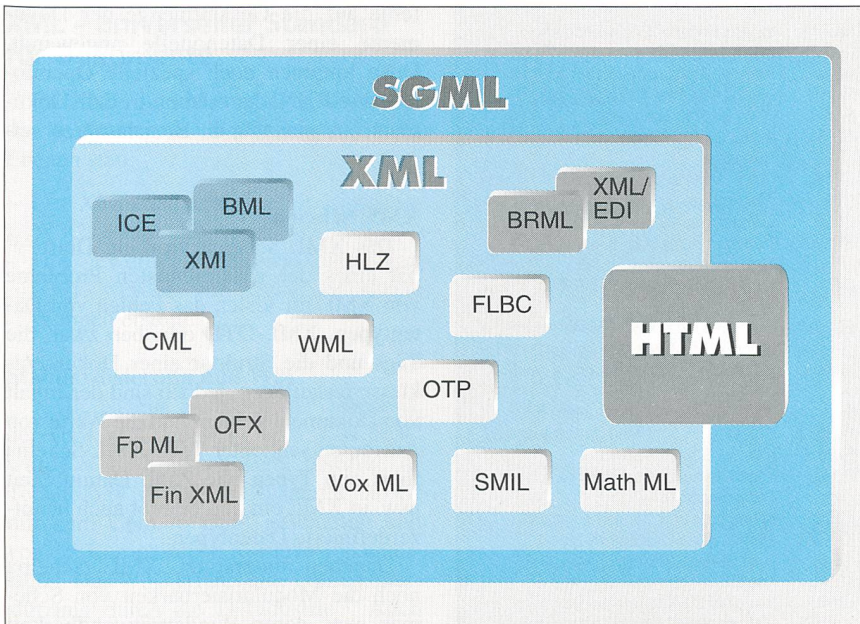 SGML
XML
ICE
BML
XMI
HLZ
BRML
XML/
EDI
FLBC
HTML
CML
WML
OTP
OFX
Fp ML
Fin XML
Vox ML
SMIL
Math ML